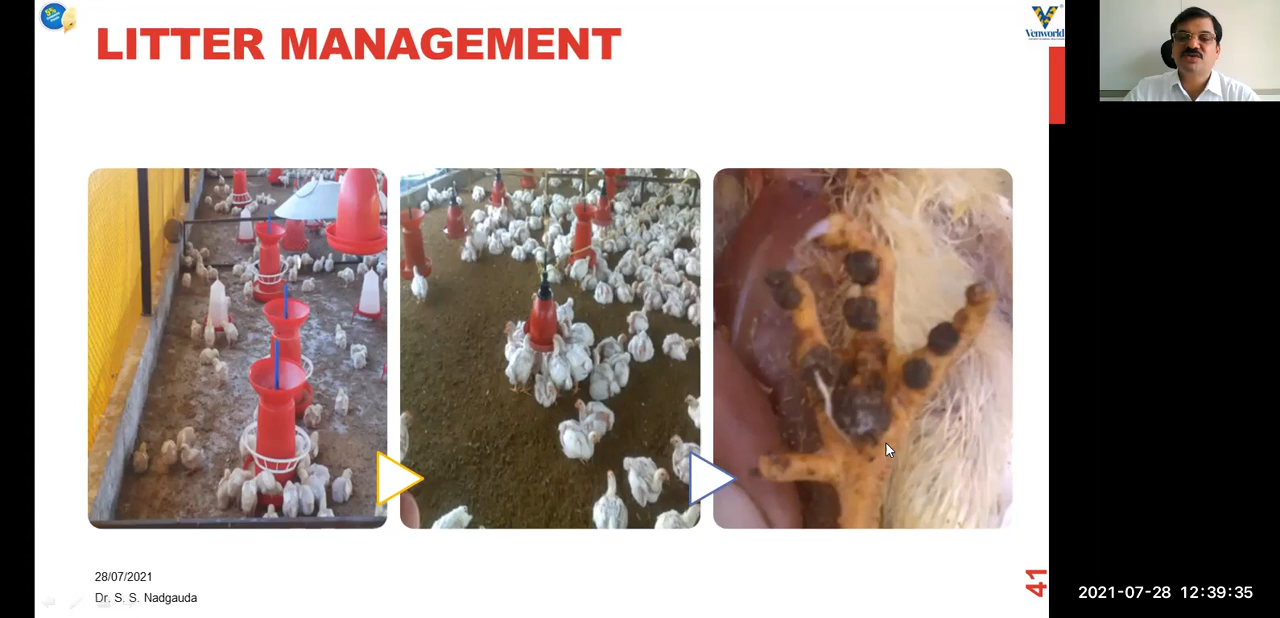 LITTER MANAGEMENT
Venworld
28/07/2021
Dr. S. S. Nadgauda
41
2021-07-28 12:39:35